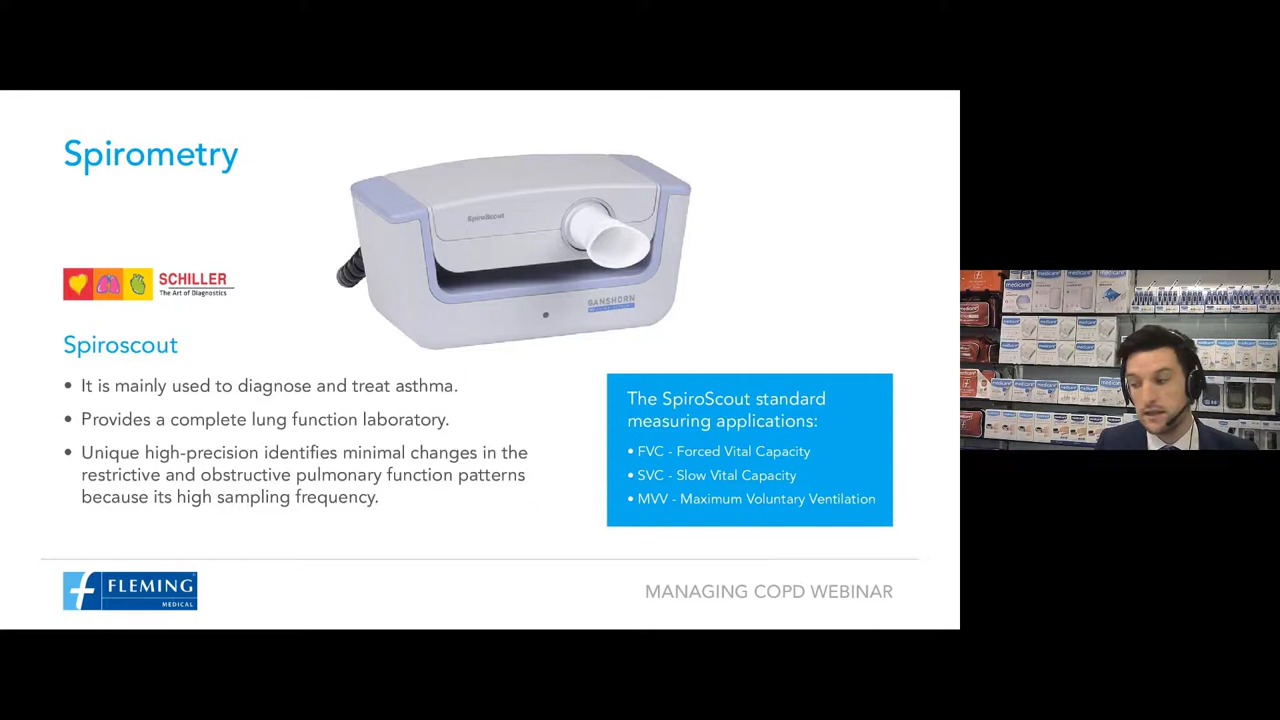 Spirometry
SpiroScout
GANSHORN
SCHILLER
The Art of Diagnostics
Spiroscout
• It is mainly used to diagnose and treat asthma.
• Provides a complete lung function laboratory.
• Unique high-precision identifies minimal changes in the
restrictive and obstructive pulmonary function patterns
because its high sampling frequency.
The SpiroScout standard
measuring applications:
• FVC - Forced Vital Capacity
• SVC - Slow Vital Capacity
• MVV - Maximum Voluntary Ventilation
FLEMING
MEDICAL
MANAGING COPD WEBINAR
medicare
medicare
medicare